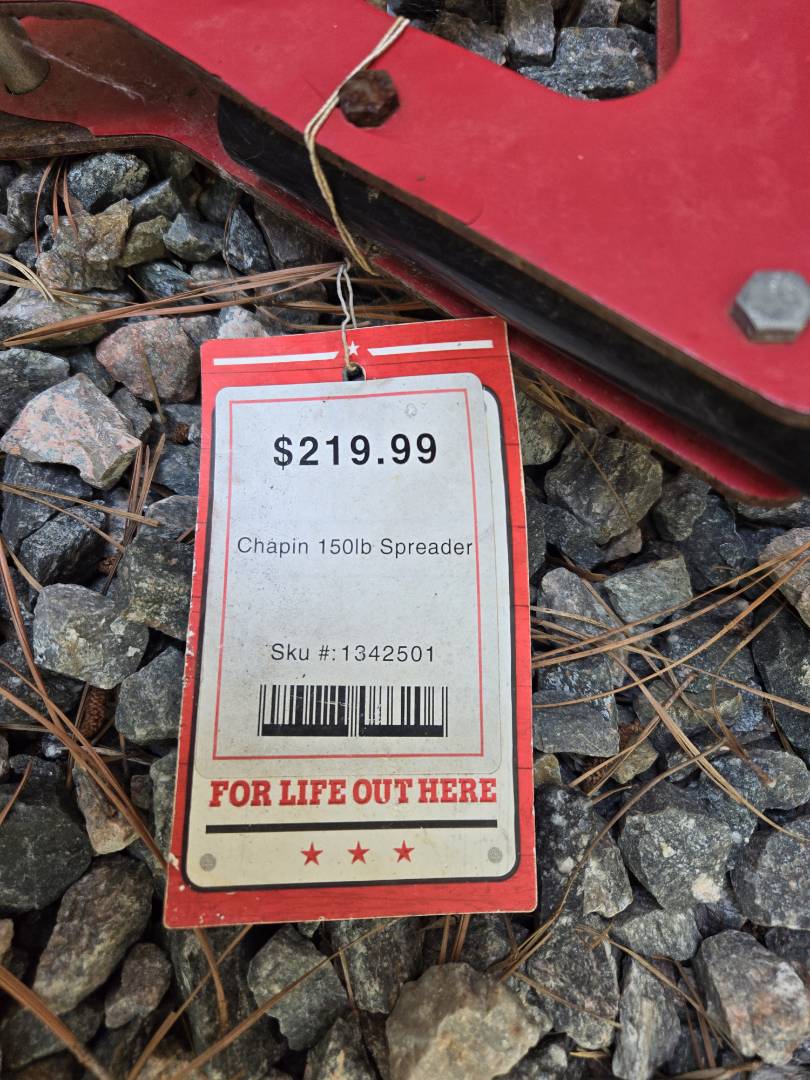 $219.99
Chapin 150lb Spreader
Sku #: 1342501
FOR LIFE OUT HERE